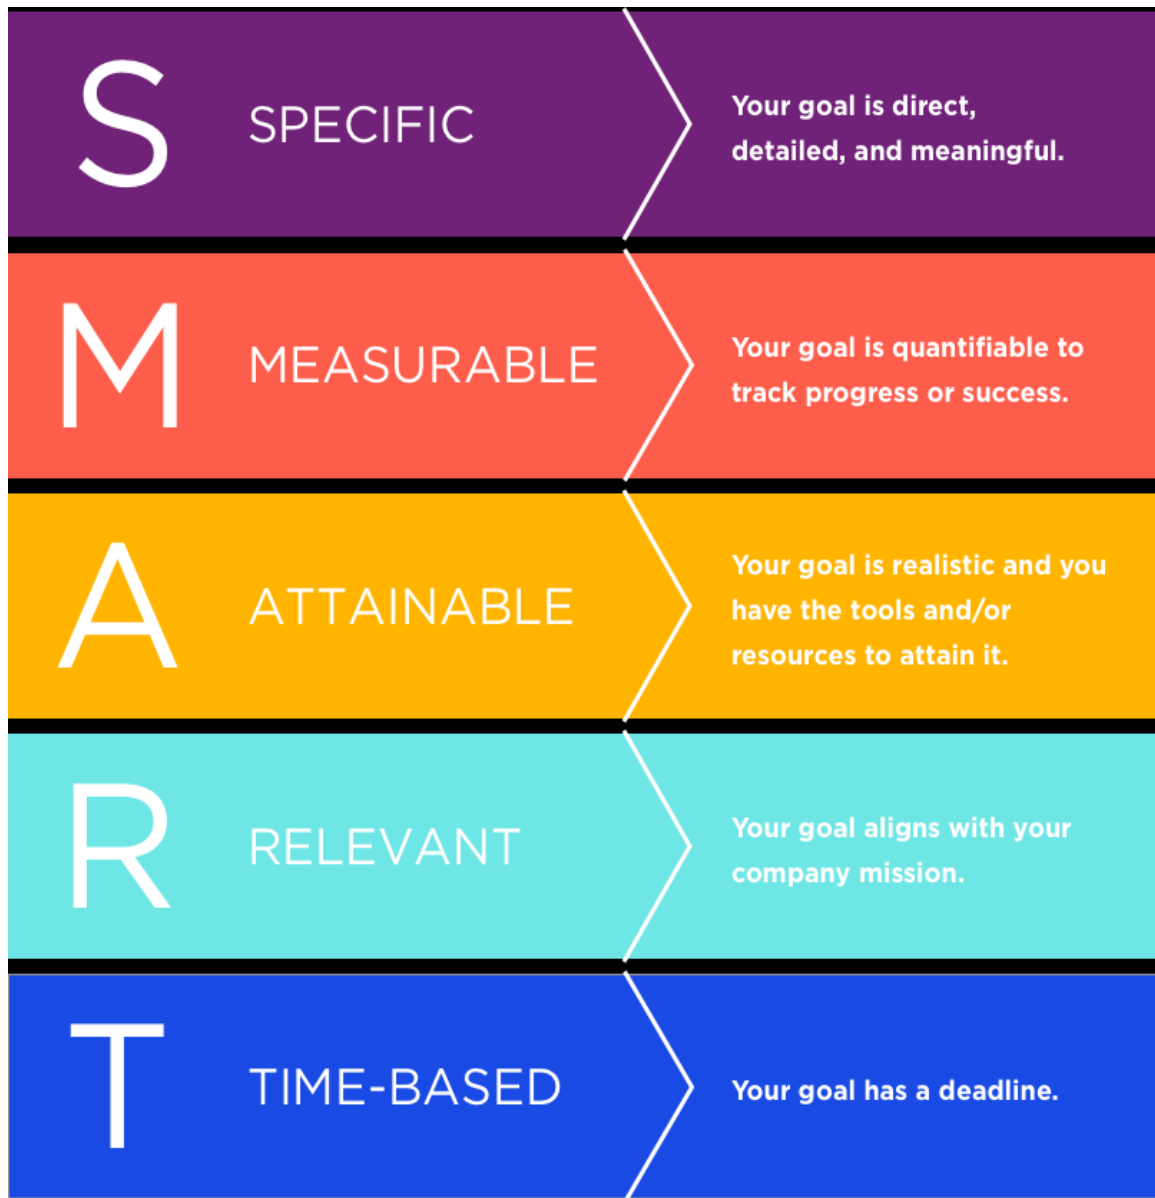 S
SPECIFIC
Your goal is direct,
detailed, and meaningful.
M
MEASURABLE
Your goal is quantifiable to
track progress or success.
A
ATTAINABLE
Your goal is realistic and you
have the tools and/or
resources to attain it.
R
RELEVANT
Your goal aligns with your
company mission.
T
TIME-BASED
Your goal has a deadline.